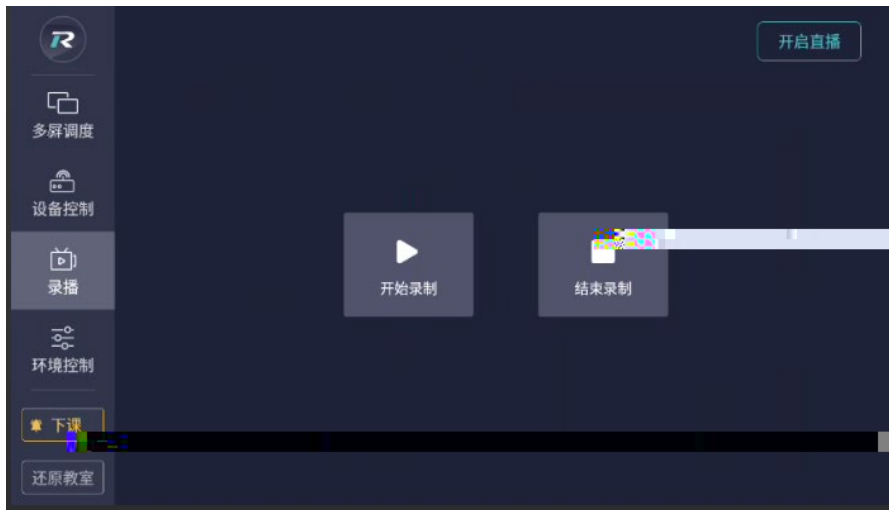 开启直播
多屏调度
设备控制
录播
环境控制
下课
还原教室
开始录制
结束录制